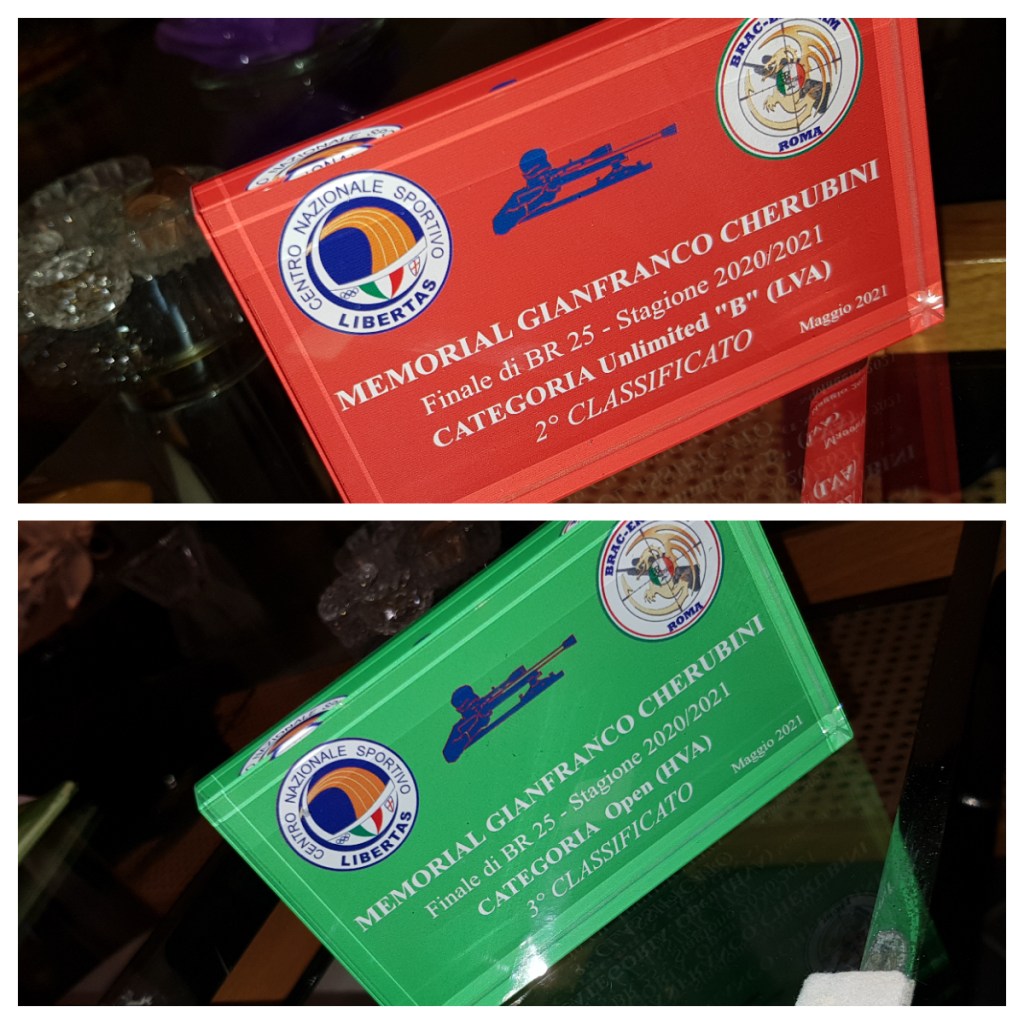 CENTRO NAZIONALE SPORTIVO
LIBERTAS
ROMA
MEMORIAL GIANFRANCO CHERUBINI
Finale di BR 25 - Stagione 2020/2021
CATEGORIA Unlimited "B" (LVA)
2° CLASSIFICATO
Maggio 2021
CENTRO NAZIONALE SPORTIVO
LIBERTAS
ROMA
MEMORIAL GIANFRANCO CHERUBINI
Finale di BR 25 - Stagione 2020/2021
CATEGORIA Open (HVA)
3° CLASSIFICATO
Maggio 2021